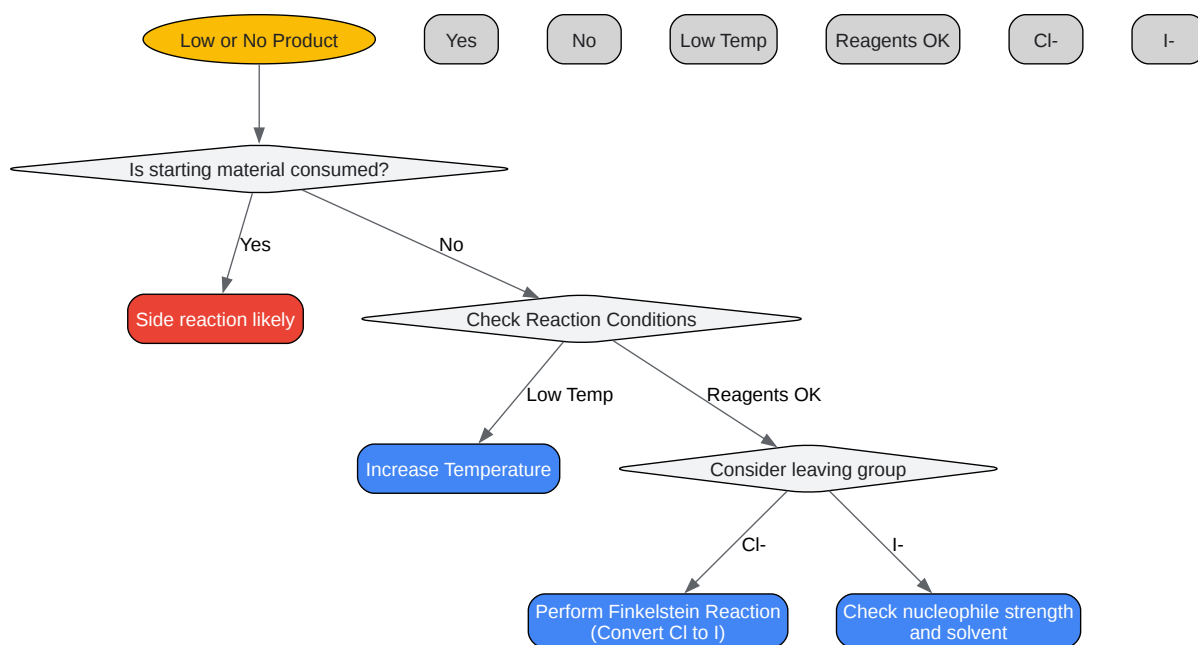 Low or No Product
Yes
No
Low Temp
Reagents OK
Cl-
I-
Is starting material consumed?
Yes
No
Side reaction likely
Check Reaction Conditions
Low Temp
Reagents OK
Increase Temperature
Consider leaving group
Cl-
I-
Perform Finkelstein Reaction
(Convert Cl to I)
Check nucleophile strength
and solvent